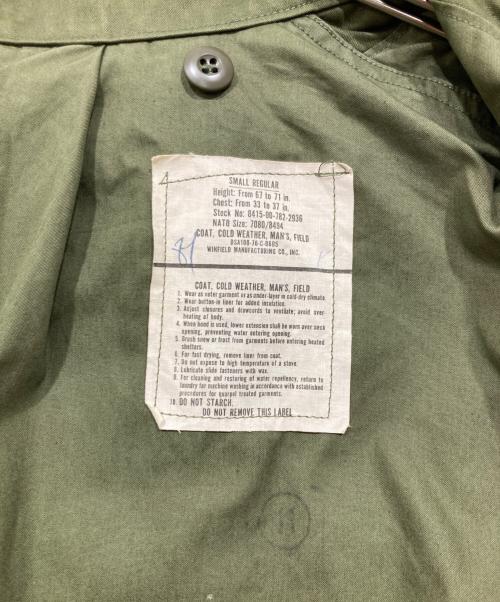 SMALL REGULAR
Height: From 67 to 71 in.
Chest: From 33 to 37 in.
Stock No: 8415-00-782-2936
NATO Size: 7080/8494
COAT, COLD WEATHER, MAN'S, FIELD
DSA100-76-C-0605
WINFIELD MANUFACTURING CO., INC.
COAT, COLD WEATHER, MAN'S, FIELD
1. Wear as outer garment or as under-layer in cold-dry climate.
2. Wear button-in liner for added insulation.
3. Adjust closures and drawcords to ventilate; avoid over
heating of body.
4. When hood is used, lower extension shall be worn over neck
opening, preventing water entering opening.
5. Brush snow or frost from garments before entering heated
shelters.
6. For fast drying, remove liner from coat.
7. Do not expose to high temperature of a stove.
8. Lubricate slide fasteners with wax.
9. For cleaning and restoring of water repellency, return to
laundry for machine washing in accordance with established
procedures for quarpel treated garments.
10. DO NOT STARCH.
DO NOT REMOVE THIS LABEL